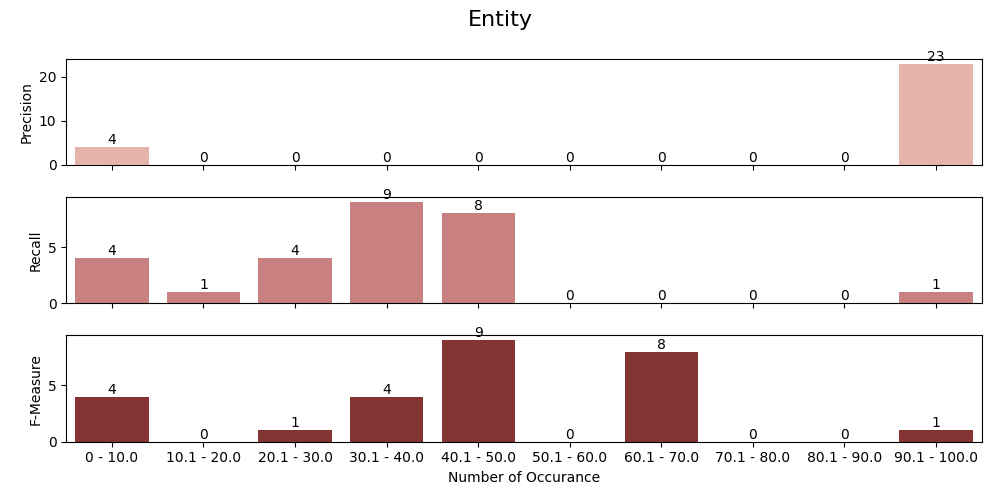 Entity
Precision
20
10
0
4 0 0 0 0 0 0 0 0 23
Recall
5
0
4 1 4 9 8 0 0 0 0 1
F-Measure
5
0
4 0 1 4 9 0 8 0 0 1
0 - 10.0 10.1 - 20.0 20.1 - 30.0 30.1 - 40.0 40.1 - 50.0 50.1 - 60.0 60.1 - 70.0 70.1 - 80.0 80.1 - 90.0 90.1 - 100.0
Number of Occurance